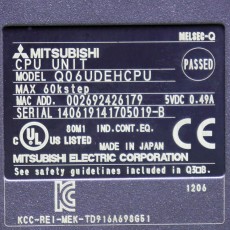 MELSEC-Q
MITSUBISHI
CPU UNIT
PASSED
MODEL Q06UDEHCPU
MAX 60kstep
MAC ADD. 002692426179 5VDC 0.49A
SERIAL 140619141705019-B
C UL US LISTED
80M1 IND.CONT.EQ.
MADE IN JAPAN
MITSUBISHI ELECTRIC CORPORATION
See safety guidelines enclosed in
1206
KCC-REI-MEK-TD916A698G51